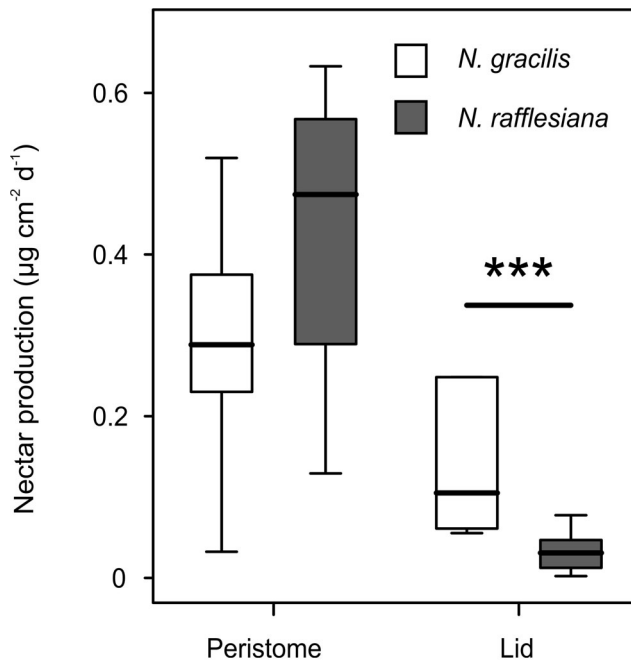 Nectar production (µg cm⁻² d⁻¹)
0.6
0.4
0.2
0
N. gracilis
N. rafflesiana
***
Peristome Lid